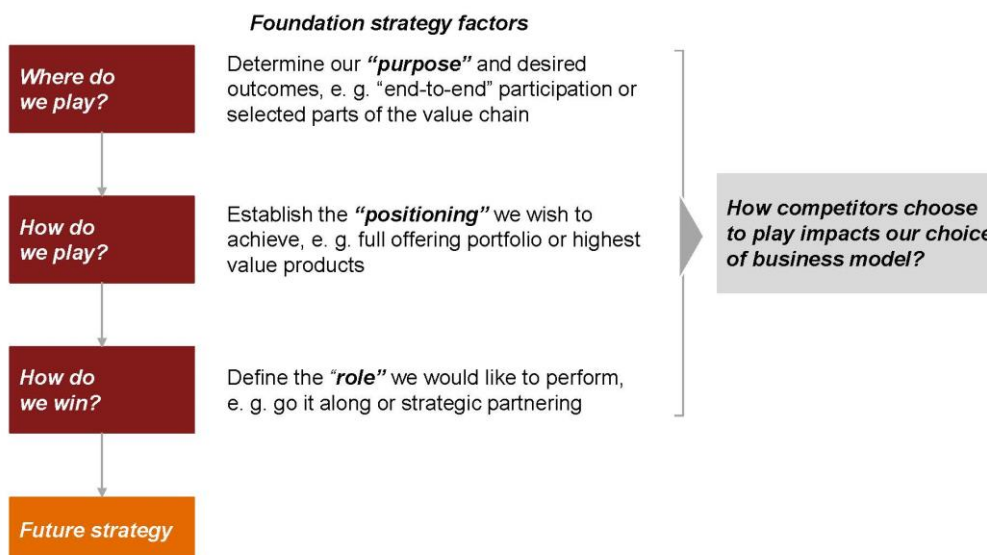 Foundation strategy factors
Where do
we play?
Determine our “purpose” and desired
outcomes, e. g. “end-to-end” participation or
selected parts of the value chain
How do
we play?
Establish the “positioning” we wish to
achieve, e. g. full offering portfolio or highest
value products
How competitors choose
to play impacts our choice
of business model?
How do
we win?
Define the “role” we would like to perform,
e. g. go it along or strategic partnering
Future strategy